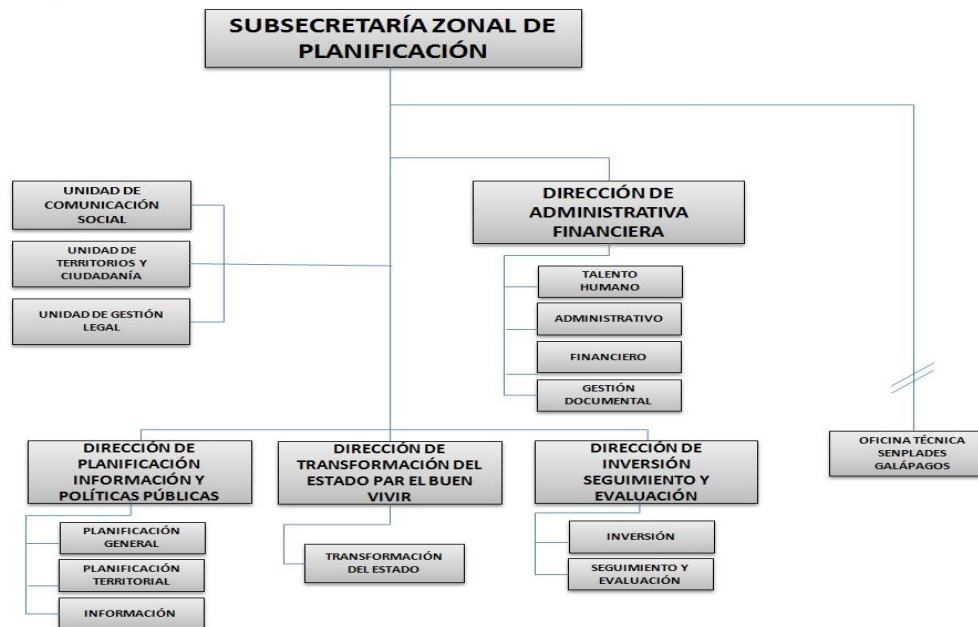 SUBSECRETARÍA ZONAL DE
PLANIFICACIÓN
UNIDAD DE
COMUNICACIÓN
SOCIAL
UNIDAD DE
TERRITORIOS Y
CIUDADANÍA
UNIDAD DE GESTIÓN
LEGAL
DIRECCIÓN DE
ADMINISTRATIVA
FINANCIERA
TALENTO
HUMANO
ADMINISTRATIVO
FINANCIERO
GESTIÓN
DOCUMENTAL
OFICINA TÉCNICA
SENPLADES
GALÁPAGOS
DIRECCIÓN DE
PLANIFICACIÓN
INFORMACIÓN Y
POLÍTICAS PÚBLICAS
PLANIFICACIÓN
GENERAL
PLANIFICACIÓN
TERRITORIAL
INFORMACIÓN
DIRECCIÓN DE
TRANSFORMACIÓN DEL
ESTADO PAR EL BUEN
VIVIR
TRANSFORMACIÓN
DEL ESTADO
DIRECCIÓN DE
INVERSIÓN
SEGUIMIENTO Y
EVALUACIÓN
INVERSIÓN
SEGUIMIENTO Y
EVALUACIÓN